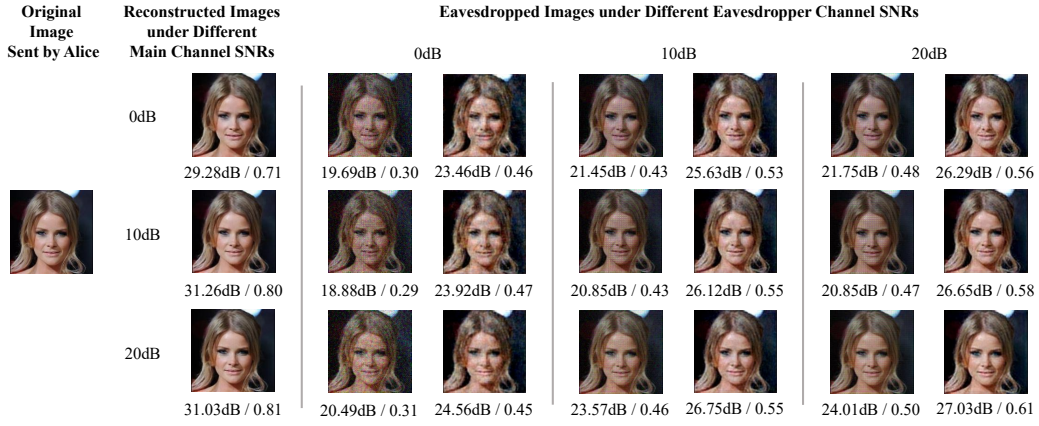 Original
Image
Sent by Alice
Reconstructed Images
under Different
Main Channel SNRs
Eavesdropped Images under Different Eavesdropper Channel SNRs
0dB
10dB
20dB
0dB
29.28dB / 0.71
19.69dB / 0.30
23.46dB / 0.46
21.45dB / 0.43
25.63dB / 0.53
21.75dB / 0.48
26.29dB / 0.56
10dB
31.26dB / 0.80
18.88dB / 0.29
23.92dB / 0.47
20.85dB / 0.43
26.12dB / 0.55
20.85dB / 0.47
26.65dB / 0.58
20dB
31.03dB / 0.81
20.49dB / 0.31
24.56dB / 0.45
23.57dB / 0.46
26.75dB / 0.55
24.01dB / 0.50
27.03dB / 0.61